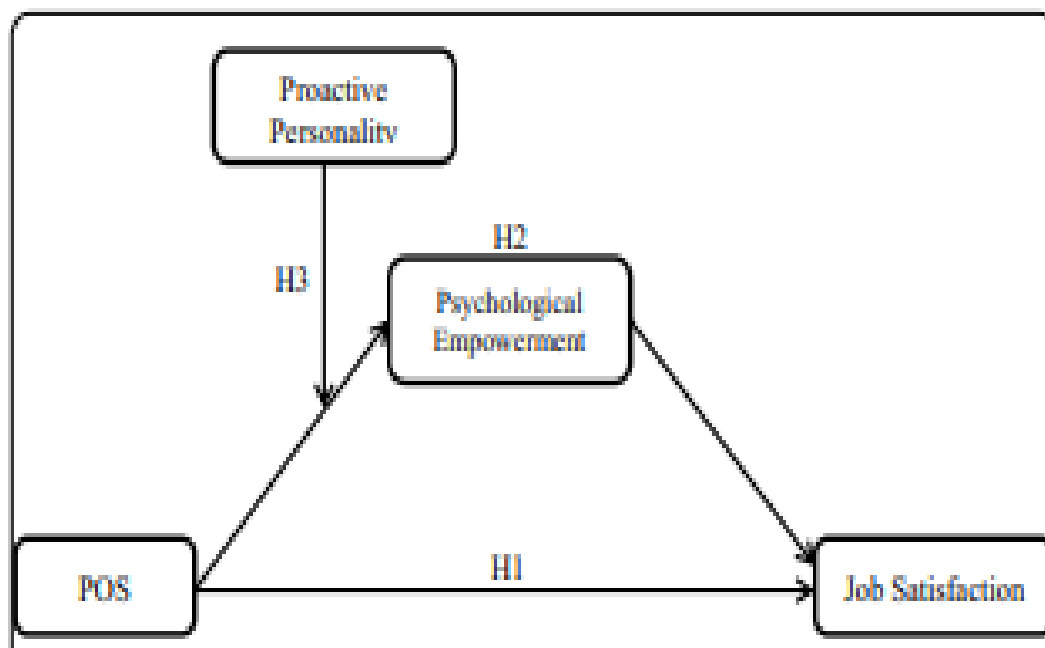 Proactive
Personality
H2
H3
Psychological
Empowerment
H1
POS
Job Satisfaction